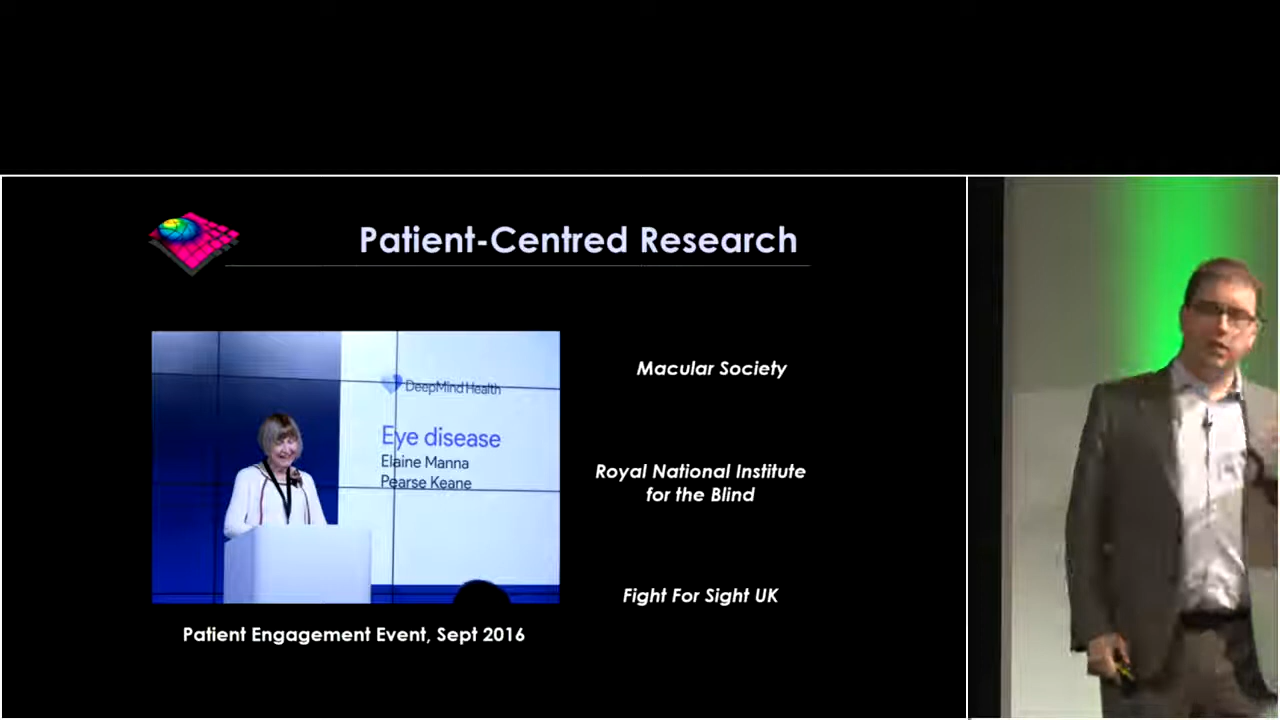 Patient-Centred Research
DeepMind Health
Eye disease
Elaine Manna
Pearse Keane
Macular Society
Royal National Institute
for the Blind
Fight For Sight UK
Patient Engagement Event, Sept 2016